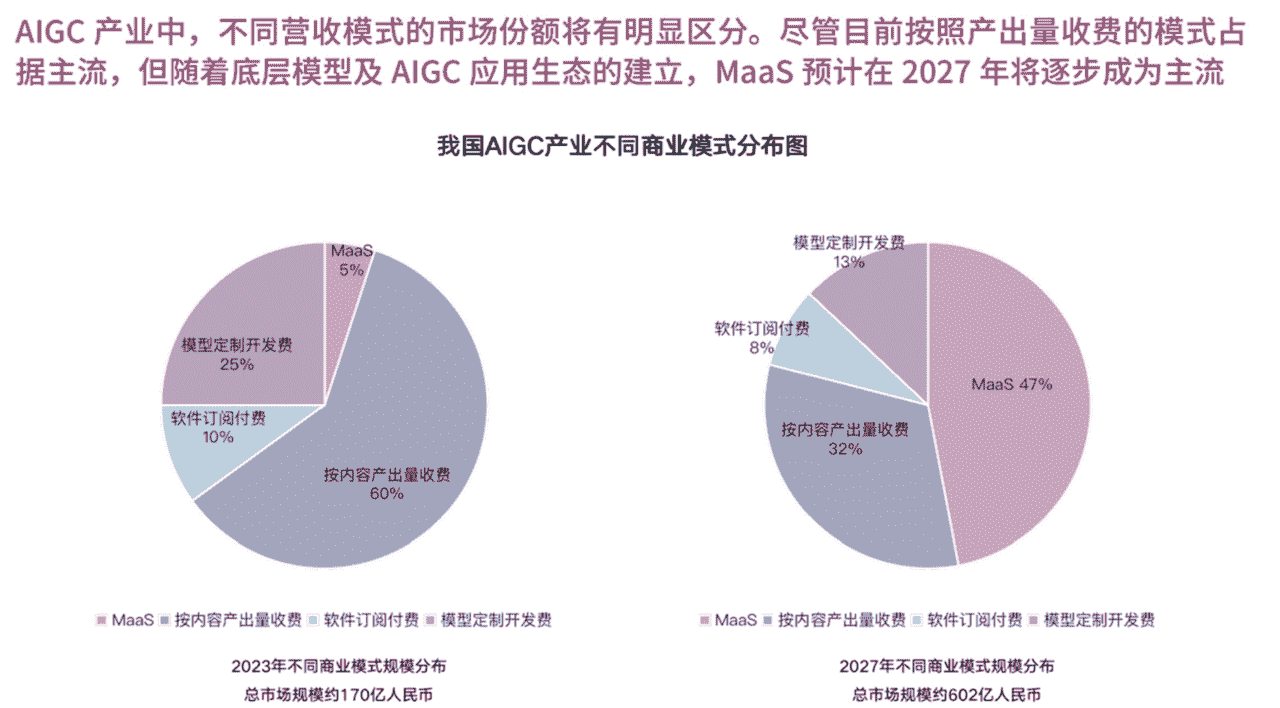 AIGC 产业中，不同营收模式的市场份额将有明显区分。尽管目前按照产出量收费的模式占
据主流，但随着底层模型及 AIGC 应用生态的建立，MaaS 预计在 2027 年将逐步成为主流
我国AIGC产业不同商业模式分布图
MaaS
5%
模型定制开发费
25%
软件订阅付费
10%
按内容产出量收费
60%
MaaS 按内容产出量收费 软件订阅付费 模型定制开发费
2023年不同商业模式规模分布
总市场规模约170亿人民币
模型定制开发费
13%
软件订阅付费
8%
MaaS 47%
按内容产出量收费
32%
MaaS 按内容产出量收费 软件订阅付费 模型定制开发费
2027年不同商业模式规模分布
总市场规模约602亿人民币